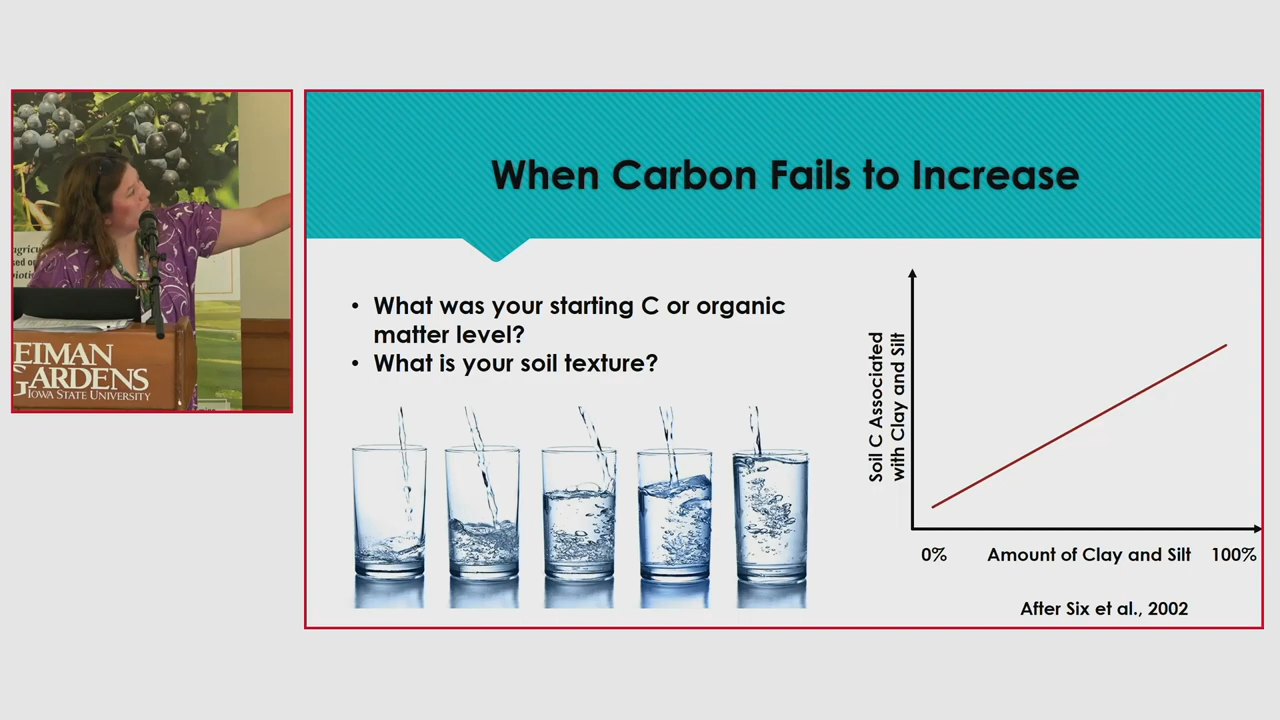 When Carbon Fails to Increase
• What was your starting C or organic
matter level?
• What is your soil texture?
Soil C Associated
with Clay and Silt
0% Amount of Clay and Silt 100%
After Six et al., 2002
EIMAN
GARDENS
IOWA STATE UNIVERSITY